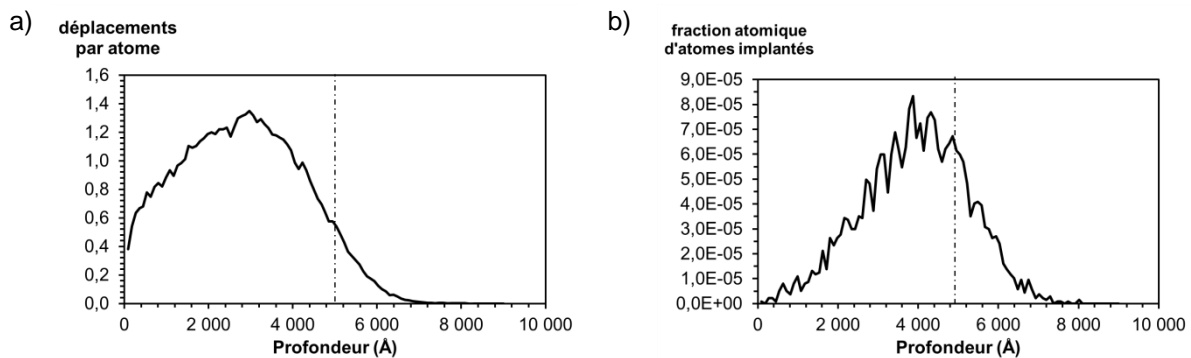 a)
déplacements
par atome
1,6
1,4
1,2
1,0
0,8
0,6
0,4
0,2
0,0
0 2 000 4 000 6 000 8 000 10 000
Profondeur (Å)
b)
fraction atomique
d'atomes implantés
9,0E-05
8,0E-05
7,0E-05
6,0E-05
5,0E-05
4,0E-05
3,0E-05
2,0E-05
1,0E-05
0,0E+00
0 2 000 4 000 6 000 8 000 10 000
Profondeur (Å)